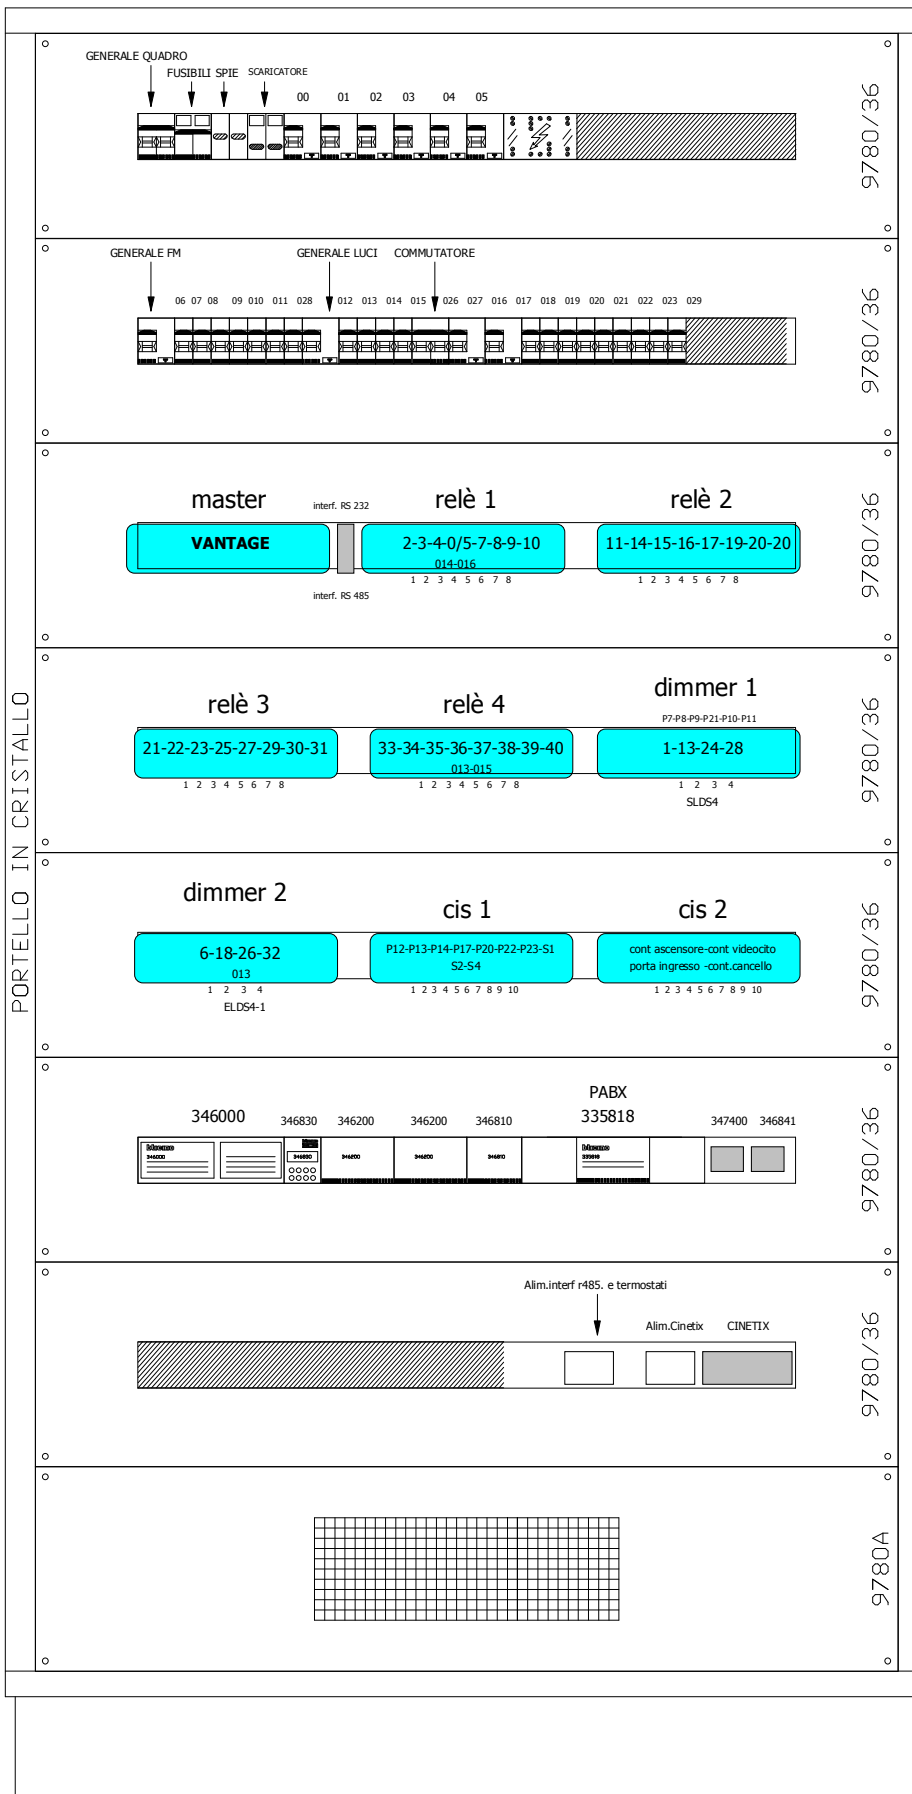 GENERALE QUADRO
FUSIBILI SPIE SCARICATORE
00 01 02 03 04 05
9780/36
GENERALE FM GENERALE LUCI COMMUTATORE
06 07 08 09 010 011 028 012 013 014 015 026 027 016 017 018 019 020 021 022 023 029
9780/36
master interf. RS 232 relè 1 relè 2
VANTAGE 2-3-4-0/5-7-8-9-10 11-14-15-16-17-19-20-20
014-016
interf. RS 485 1 2 3 4 5 6 7 8 1 2 3 4 5 6 7 8
9780/36
PORTELLO IN CRISTALLO
relè 3 relè 4 dimmer 1
P7-P8-P9-P21-P10-P11
21-22-23-25-27-29-30-31 33-34-35-36-37-38-39-40 1-13-24-28
013-015
1 2 3 4 5 6 7 8 1 2 3 4 5 6 7 8 1 2 3 4
SLDS4
9780/36
dimmer 2 cis 1 cis 2
6-18-26-32 P12-P13-P14-P17-P20-P22-P23-S1 cont ascensore-cont videocito
013 S2-S4 porta ingresso -cont.cancello
1 2 3 4 1 2 3 4 5 6 7 8 9 10 1 2 3 4 5 6 7 8 9 10
ELDS4-1
9780/36
PABX
346000 346830 346200 346200 346810 335818 347400 346841
bticino bticino
346000 346830 346200 346200 346810 335818
9780/36
Alim.interf r485. e termostati
Alim.Cinetix CINETIX
9780/36
9780A